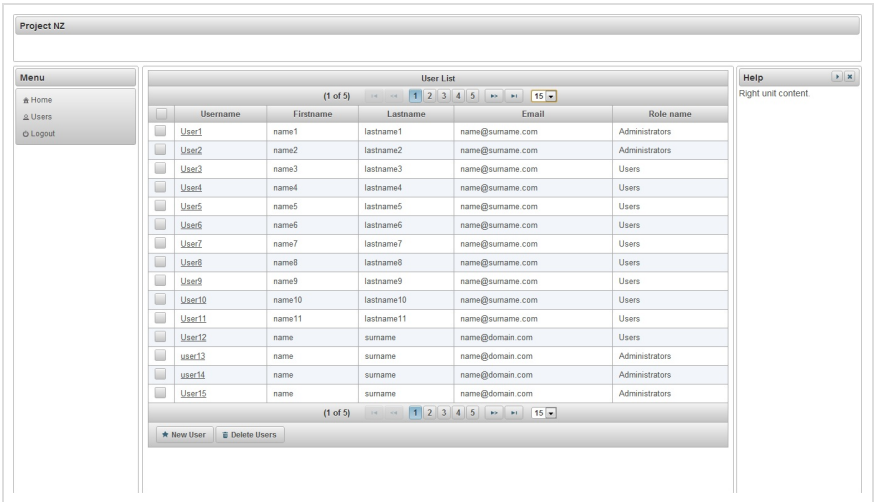 Project NZ
Menu
Home
Users
Logout
User List
(1 of 5) 1 2 3 4 5 15
Username Firstname Lastname Email Role name
User1 name1 lastname1 name@surname.com Administrators
User2 name2 lastname2 name@surname.com Administrators
User3 name3 lastname3 name@surname.com Users
User4 name4 lastname4 name@surname.com Users
User5 name5 lastname5 name@surname.com Users
User6 name6 lastname6 name@surname.com Users
User7 name7 lastname7 name@surname.com Users
User8 name8 lastname8 name@surname.com Users
User9 name9 lastname9 name@surname.com Users
User10 name10 lastname10 name@surname.com Users
User11 name11 lastname11 name@surname.com Users
User12 name surname name@domain.com Users
user13 name surname name@domain.com Administrators
user14 name surname name@domain.com Administrators
User15 name surname name@domain.com Administrators
(1 of 5) 1 2 3 4 5 15
New User Delete Users
Help
Right unit content.